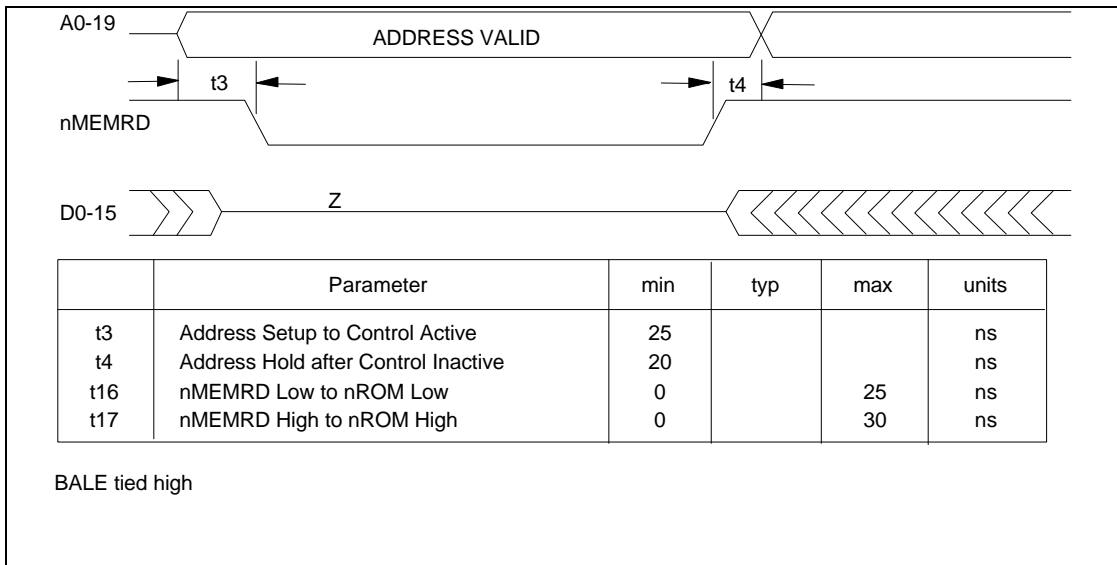 A0-19
ADDRESS VALID
t3
t4
nMEMRD
Z
D0-15
Parameter min typ max units
t3 Address Setup to Control Active 25 ns
t4 Address Hold after Control Inactive 20 ns
t16 nMEMRD Low to nROM Low 0 25 ns
t17 nMEMRD High to nROM High 0 30 ns
BALE tied high